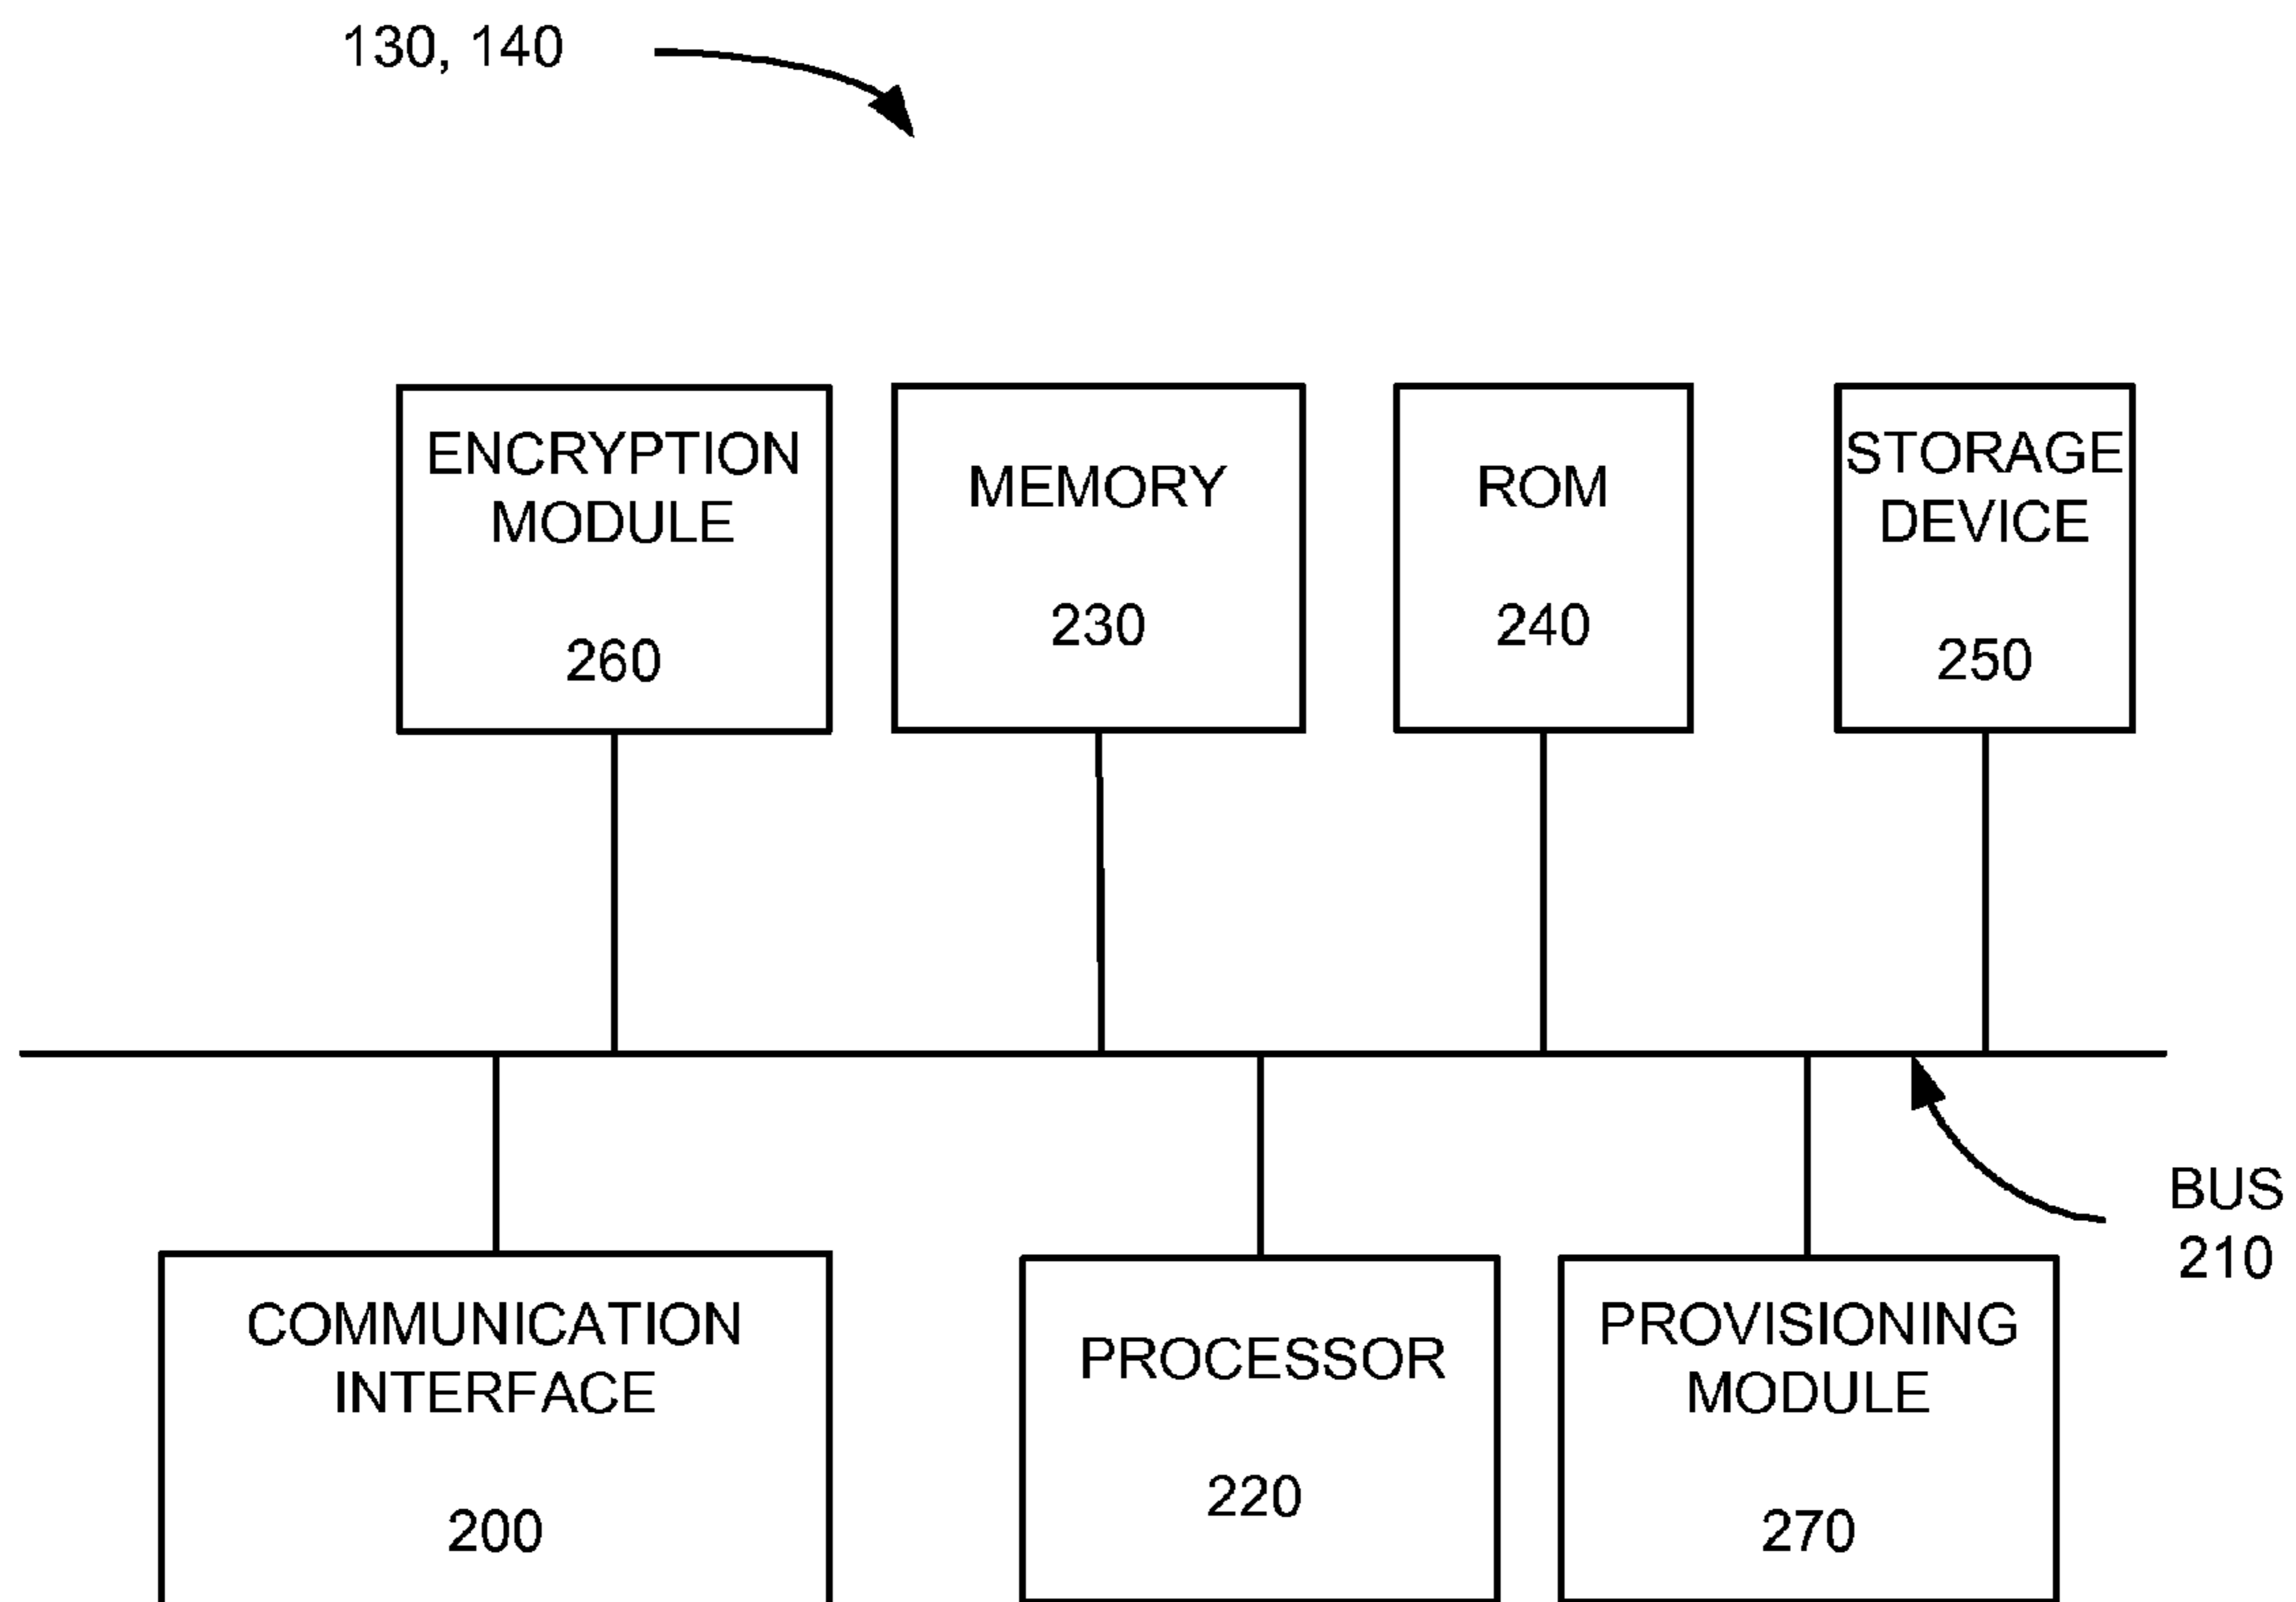 130, 140
ENCRYPTION
MODULE
260
MEMORY
230
ROM
240
STORAGE
DEVICE
250
BUS
210
COMMUNICATION
INTERFACE
200
PROCESSOR
220
PROVISIONING
MODULE
270